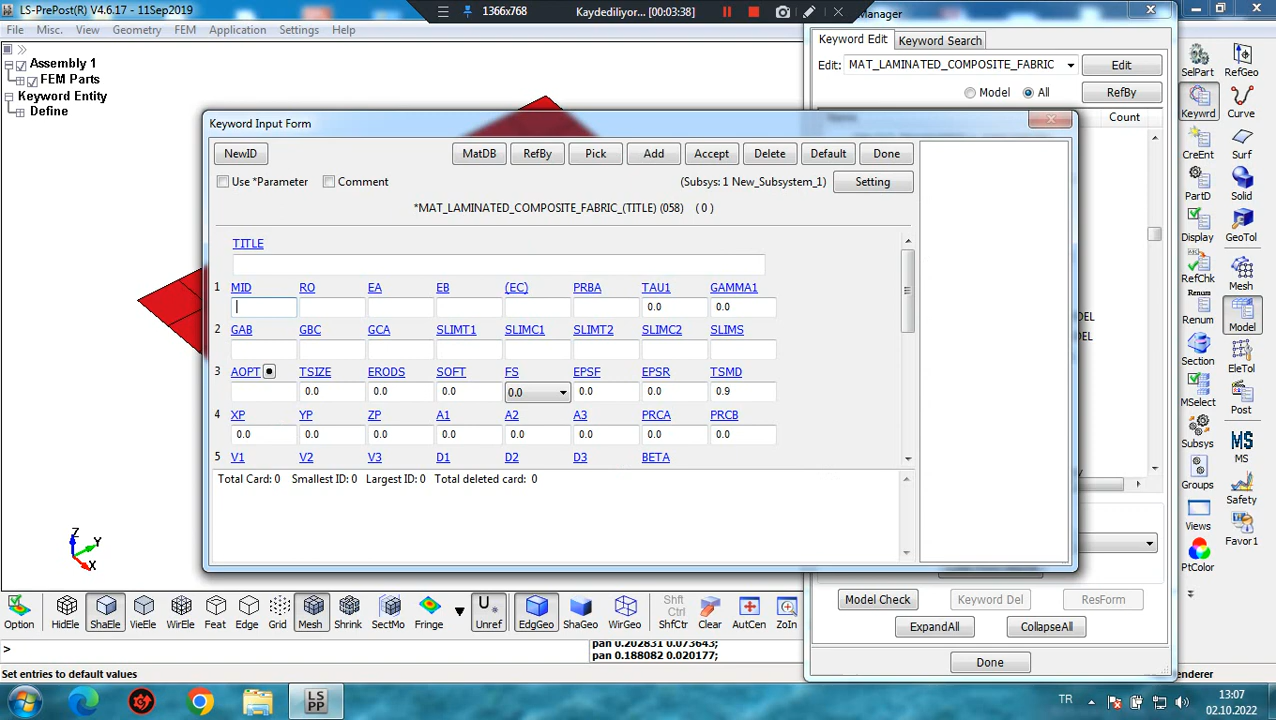 LS-PrePost(R) V4.6.17 - 11Sep2019
1366x768
Kaydediliyor...
[00:03:38]
Manager
File Misc. View Geometry FEM Application Settings Help
Keyword Edit Keyword Search
Assembly 1
FEM Parts
Keyword Entity
Define
Edit: MAT_LAMINATED_COMPOSITE_FABRIC Edit
Model All RefBy
Count
Keyword Input Form
NewID MatDB RefBy Pick Add Accept Delete Default Done
Use *Parameter Comment (Subsys: 1 New_Subsystem_1) Setting
*MAT_LAMINATED_COMPOSITE_FABRIC_(TITLE) (058) ( 0 )
TITLE
1 MID RO EA EB (EC) PRBA TAU1 GAMMA1
0.0 0.0
2 GAB GBC GCA SLIMT1 SLIMC1 SLIMT2 SLIMC2 SLIMS
3 AOPT TSIZE ERODS SOFT FS EPSF EPSR TSMD
0.0 0.0 0.0 0.0 0.0 0.0 0.9
4 XP YP ZP A1 A2 A3 PRCA PRCB
0.0 0.0 0.0 0.0 0.0 0.0 0.0 0.0
5 V1 V2 V3 D1 D2 D3 BETA
Total Card: 0 Smallest ID: 0 Largest ID: 0 Total deleted card: 0
Model Check Keyword Del ResForm
ExpandAll CollapseAll
Done
SelPart RefGeo
Keywrd Curve
CreEnt Surf
PartD Solid
Display GeoTol
RefChk Mesh
Renum
Renum Model
Section EleTol
MSelect Post
Subsys MS
MS
Groups Safety
Views Favor1
PtColor
Z
Y
X
Option HidEle ShaEle VieEle WirEle Feat Edge Grid Mesh Shrink SectMo Fringe Unref EdgGeo ShaGeo WirGeo ShfCtr Clear AutCen ZoIn
U
Shft
Ctrl
>
pan 0.202831 0.073643;
pan 0.188082 0.020177;
Set entries to default values
renderer
LS
PP
TR
13:07
02.10.2022